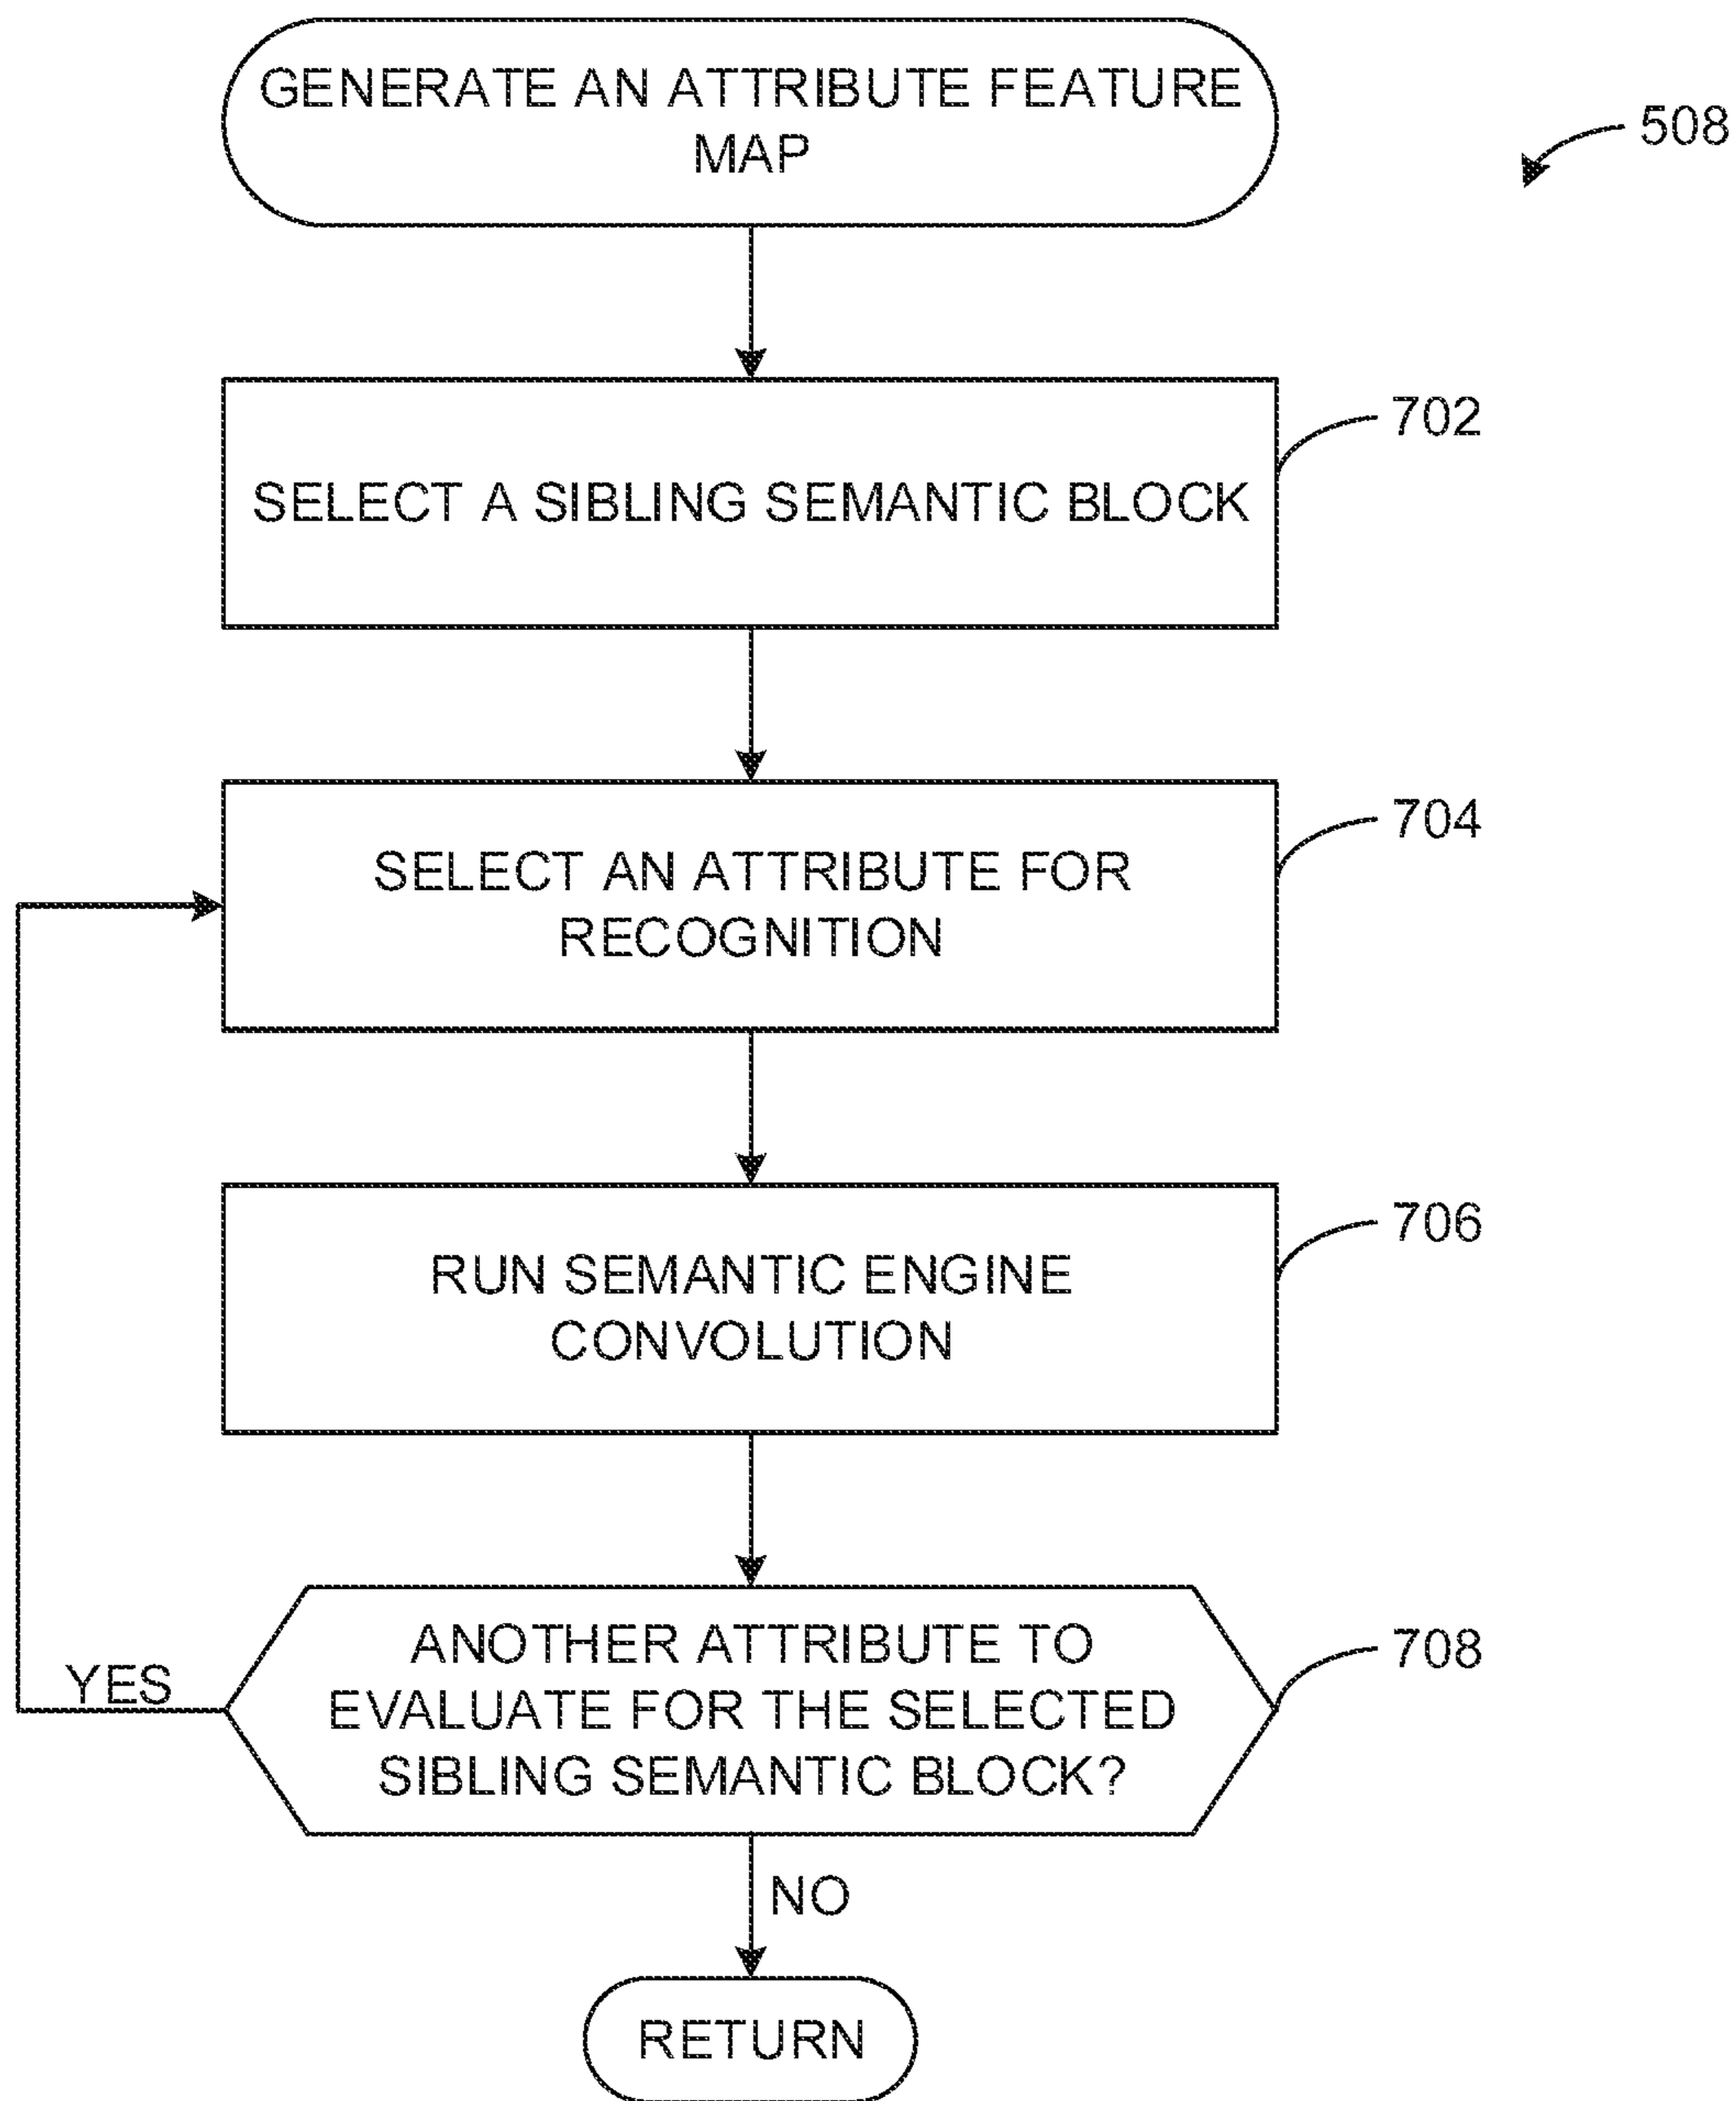 GENERATE AN ATTRIBUTE FEATURE
MAP
508
702
SELECT A SIBLING SEMANTIC BLOCK
704
SELECT AN ATTRIBUTE FOR
RECOGNITION
706
RUN SEMANTIC ENGINE
CONVOLUTION
708
ANOTHER ATTRIBUTE TO
EVALUATE FOR THE SELECTED
SIBLING SEMANTIC BLOCK?
YES
NO
RETURN